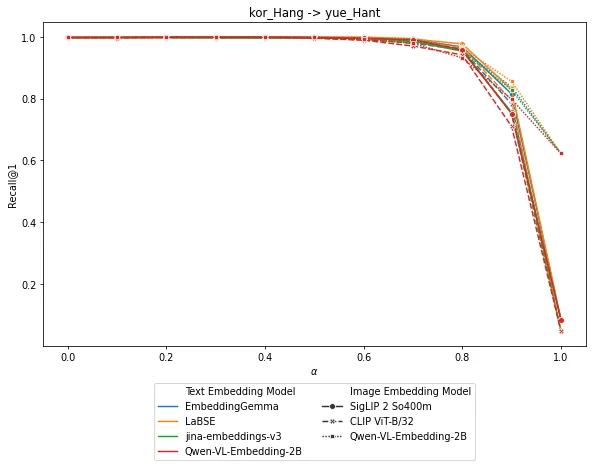 kor_Hang -> yue_Hant
Recall@1
1.0
0.8
0.6
0.4
0.2
0.0 0.2 0.4 0.6 0.8 1.0
α
Text Embedding Model
EmbeddingGemma
LaBSE
jina-embeddings-v3
Qwen-VL-Embedding-2B
Image Embedding Model
SigLIP 2 So400m
CLIP ViT-B/32
Qwen-VL-Embedding-2B